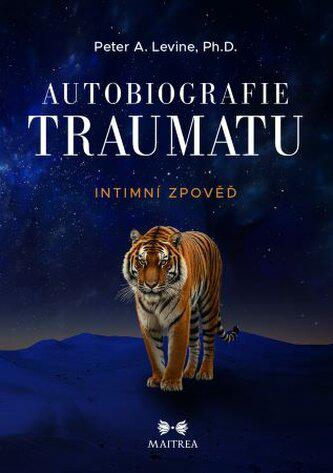 Peter A. Levine, Ph.D.
AUTOBIOGRAFIE
TRAUMATU
INTIMNÍ ZPOVĚĎ
MAITREA